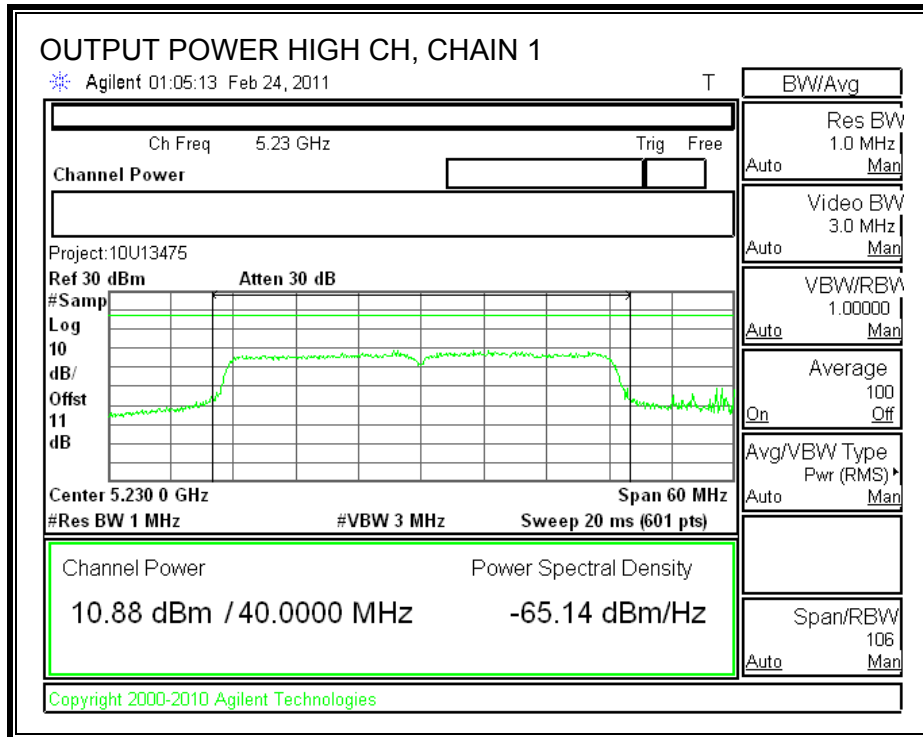 OUTPUT POWER HIGH CH, CHAIN 1
Agilent 01:05:13 Feb 24, 2011 T
BW/Avg
Ch Freq 5.23 GHz Trig Free
Channel Power
Res BW
1.0 MHz
Auto Man
Video BW
3.0 MHz
Auto Man
VBW/RBW
1.00000
Auto Man
Average
100
On Off
Avg/VBW Type
Pwr (RMS)
Auto Man
Span/RBW
106
Auto Man
Project:10U13475
Ref 30 dBm Atten 30 dB
#Samp
Log
10
dB/
Offst
11
dB
Center 5.230 0 GHz Span 60 MHz
#Res BW 1 MHz #VBW 3 MHz Sweep 20 ms (601 pts)
Channel Power Power Spectral Density
10.88 dBm / 40.0000 MHz -65.14 dBm/Hz
Copyright 2000-2010 Agilent Technologies